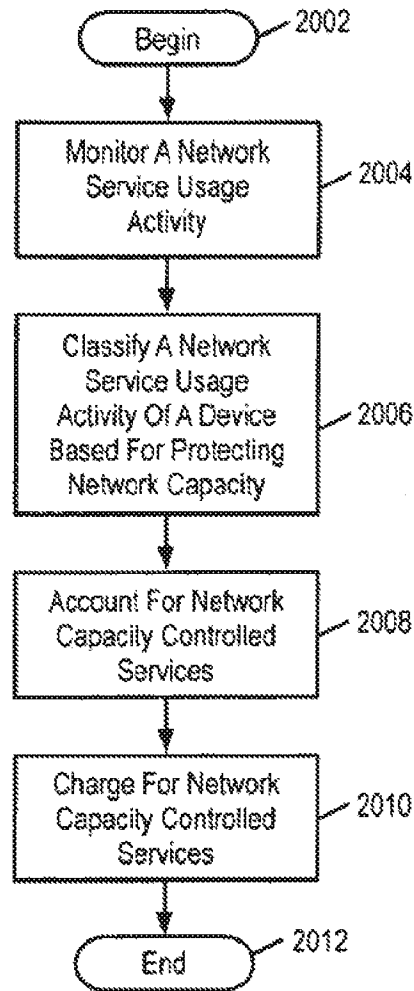 Begin
2002
Monitor A Network
Service Usage
Activity
2004
Classify A Network
Service Usage
Activity Of A Device
Based For Protecting
Network Capacity
2006
Account For Network
Capacity Controlled
Services
2008
Charge For Network
Capacity Controlled
Services
2010
End
2012